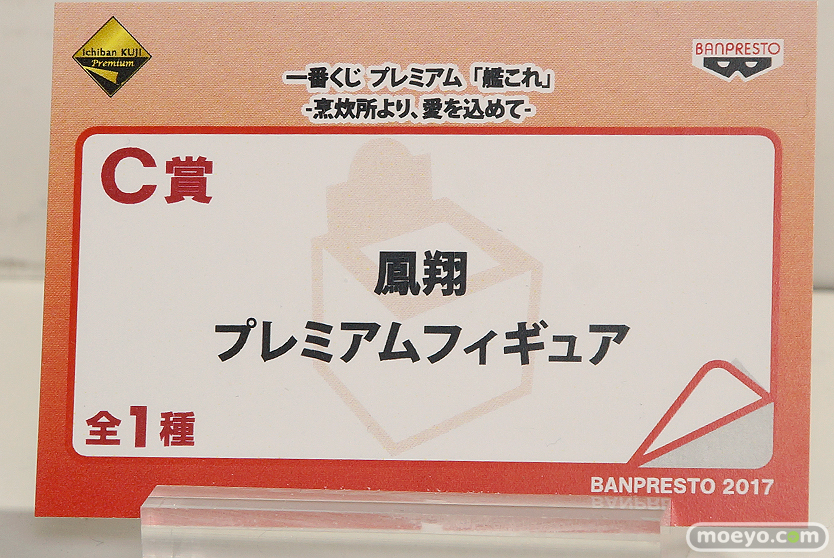 Ichiban KUJI
Premium
BANPRESTO
一番くじ プレミアム 「艦これ」
-烹炊所より、愛を込めて-
C賞
鳳翔
プレミアムフィギュア
全1種
BANPRESTO 2017
moeyo.com